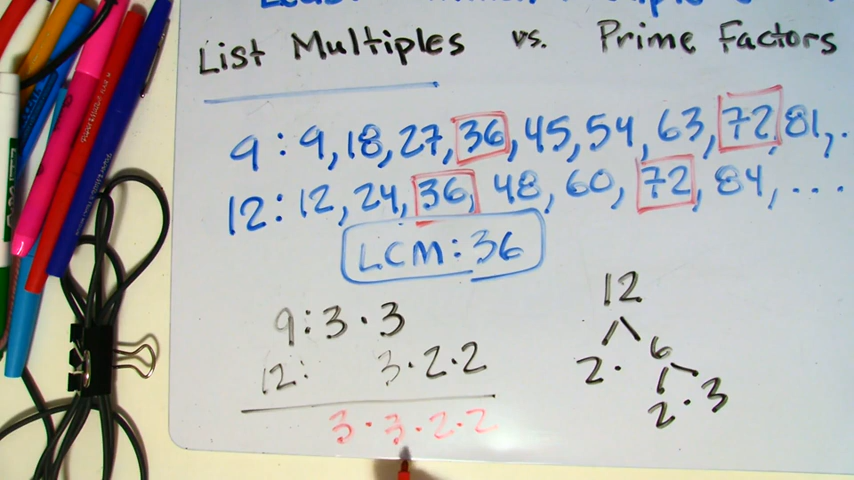 List Multiples vs. Prime Factors
9: 9, 18, 27, 36, 45, 54, 63, 72, 81, .
12: 12, 24, 36, 48, 60, 72, 84, ...
LCM: 36
9: 3 · 3
12: 3 · 2 · 2
3 · 3 · 2 · 2
12
2 · 6
2 · 3